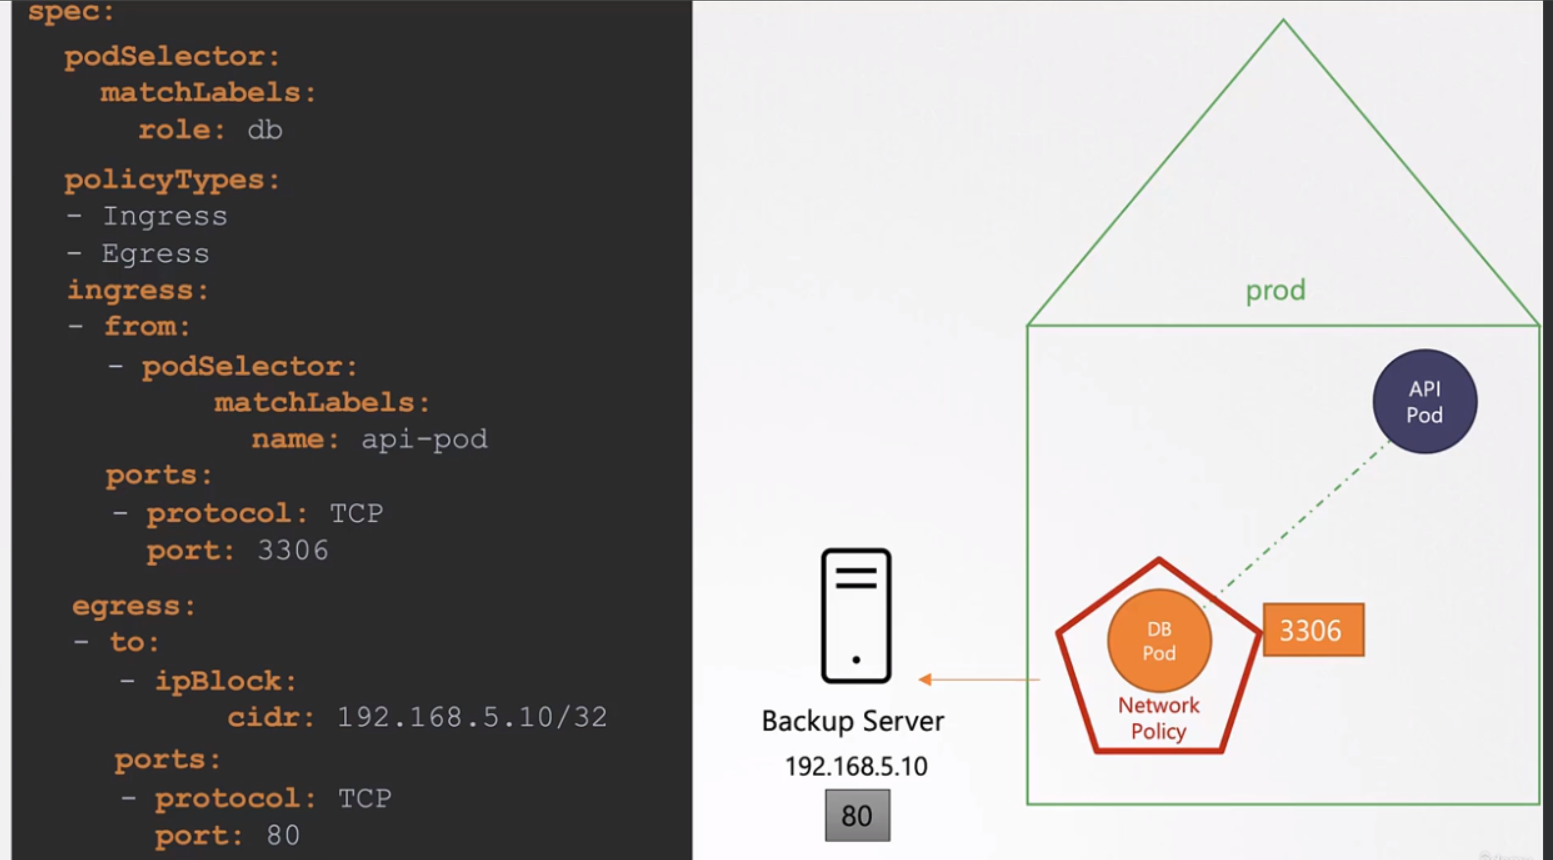 spec:
podSelector:
matchLabels:
role: db
policyTypes:
- Ingress
- Egress
ingress:
- from:
- podSelector:
matchLabels:
name: api-pod
ports:
- protocol: TCP
port: 3306
egress:
- to:
- ipBlock:
cidr: 192.168.5.10/32
ports:
- protocol: TCP
port: 80
prod
API
Pod
DB
Pod
3306
Network
Policy
Backup Server
192.168.5.10
80